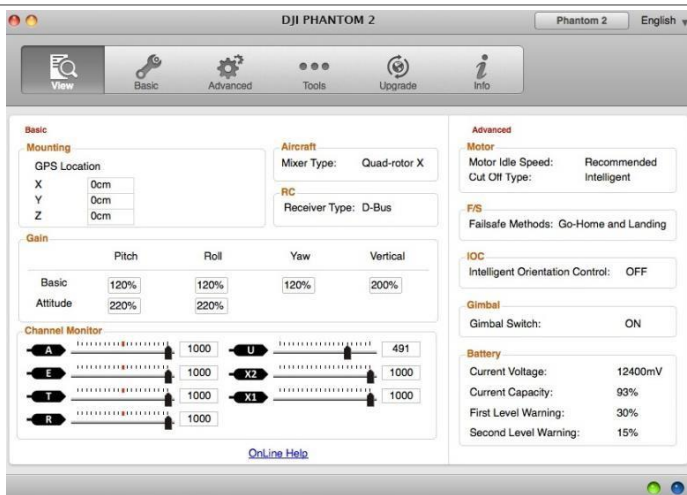 DJI PHANTOM 2
Phantom 2 English
View Basic Advanced Tools Upgrade Info
Basic
Mounting
GPS Location
X 0cm
Y 0cm
Z 0cm
Aircraft
Mixer Type: Quad-rotor X
RC
Receiver Type: D-Bus
Gain
Pitch Roll Yaw Vertical
Basic 120% 120% 120% 200%
Attitude 220% 220%
Channel Monitor
A 1000 U 491
E 1000 X2 1000
T 1000 X1 1000
R 1000
OnLine Help
Advanced
Motor
Motor Idle Speed: Recommended
Cut Off Type: Intelligent
F/S
Failsafe Methods: Go-Home and Landing
IOC
Intelligent Orientation Control: OFF
Gimbal
Gimbal Switch: ON
Battery
Current Voltage: 12400mV
Current Capacity: 93%
First Level Warning: 30%
Second Level Warning: 15%